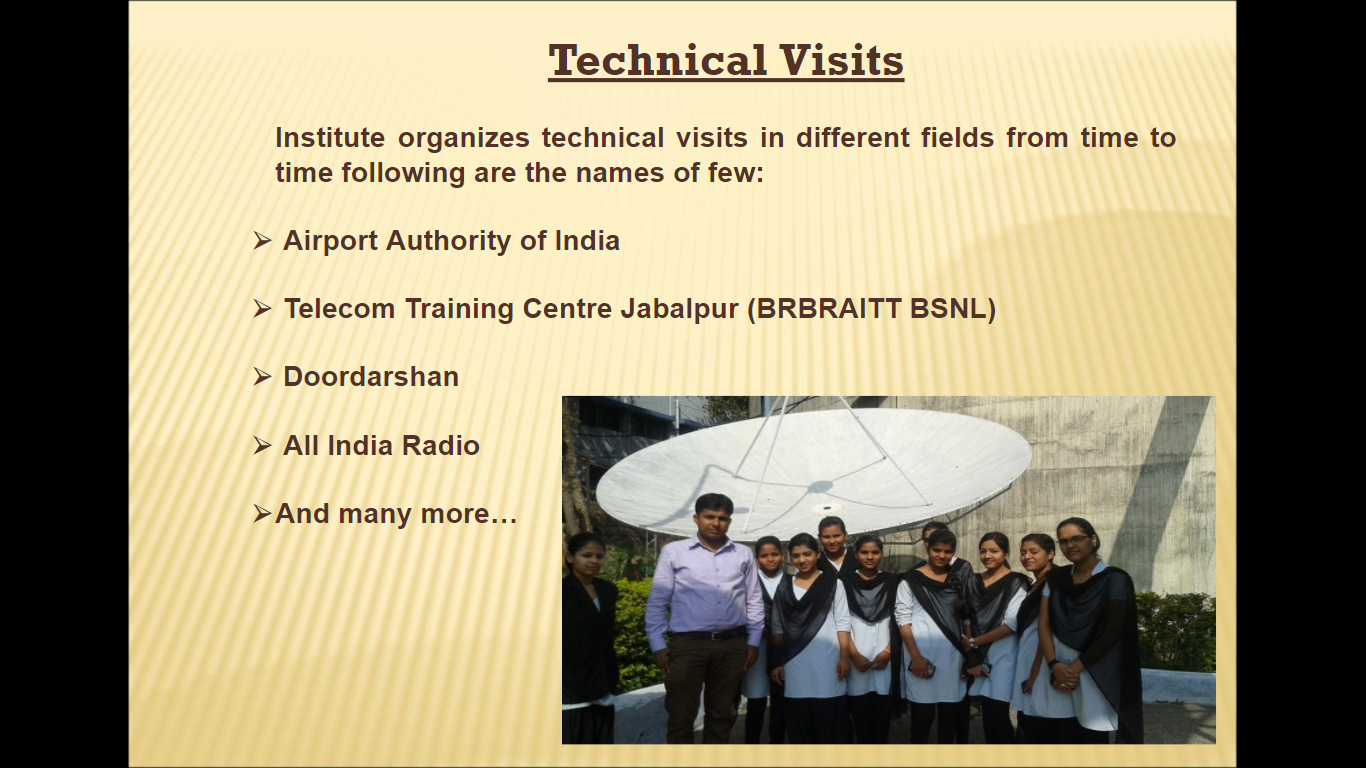 Technical Visits
Institute organizes technical visits in different fields from time to
time following are the names of few:
➢ Airport Authority of India
➢ Telecom Training Centre Jabalpur (BRBRAITT BSNL)
➢ Doordarshan
➢ All India Radio
➢And many more…